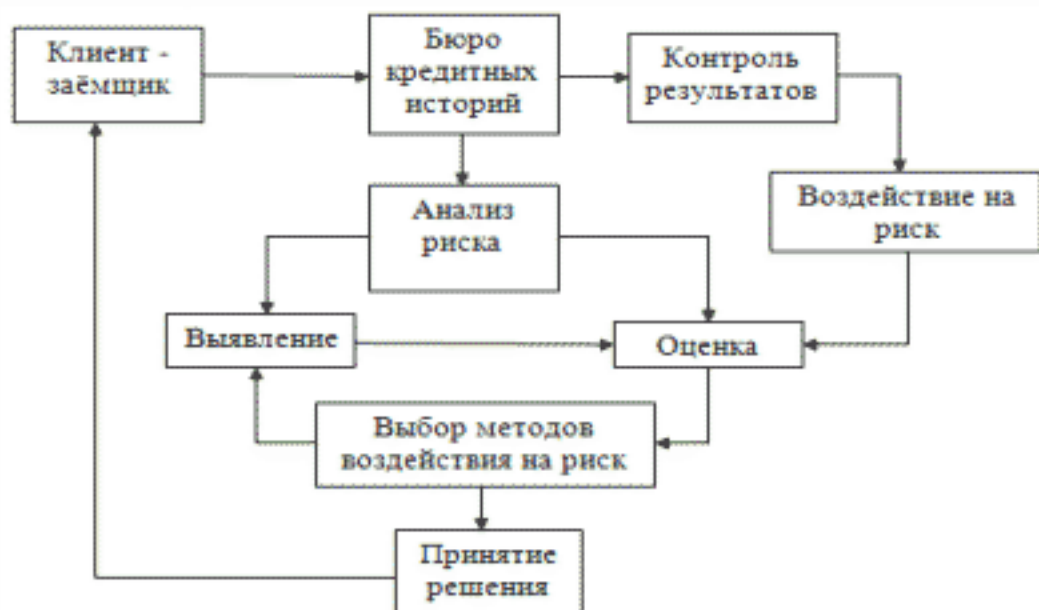 Клиент -
заёмщик
Бюро
кредитных
историй
Контроль
результатов
Анализ
риска
Воздействие на
риск
Выявление
Оценка
Выбор методов
воздействия на риск
Принятие
решения